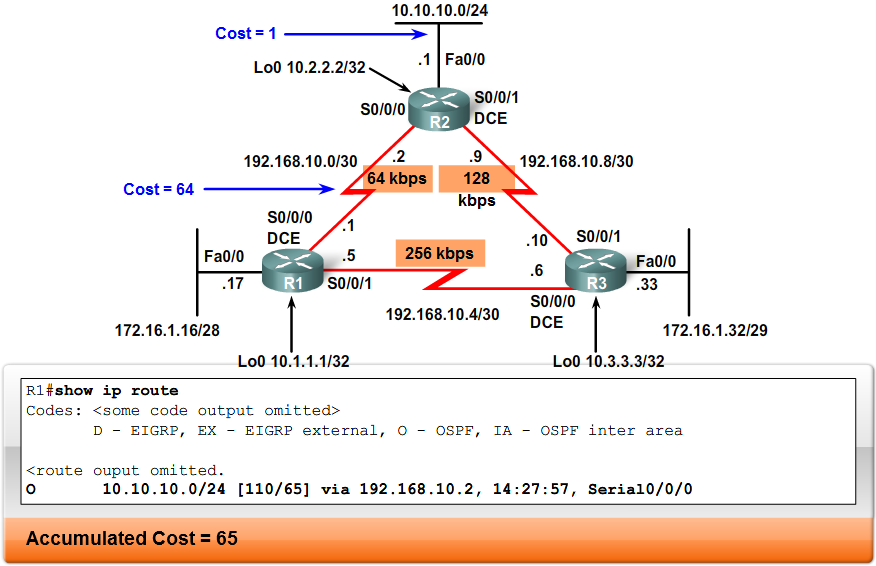 10.10.10.0/24
Cost = 1
.1
Fa0/0
Lo0 10.2.2.2/32
S0/0/0
S0/0/1
DCE
R2
192.168.10.0/30
.2
.9
192.168.10.8/30
64 kbps
128
kbps
Cost = 64
S0/0/0
DCE
.1
.10
S0/0/1
Fa0/0
.5
256 kbps
.6
Fa0/0
.17
R1
S0/0/1
R3
.33
S0/0/0
DCE
192.168.10.4/30
172.16.1.16/28
172.16.1.32/29
Lo0 10.1.1.1/32
Lo0 10.3.3.3/32
R1#show ip route
Codes: <some code output omitted>
D - EIGRP, EX - EIGRP external, O - OSPF, IA - OSPF inter area
<route ouput omitted.
O 10.10.10.0/24 [110/65] via 192.168.10.2, 14:27:57, Serial0/0/0
Accumulated Cost = 65